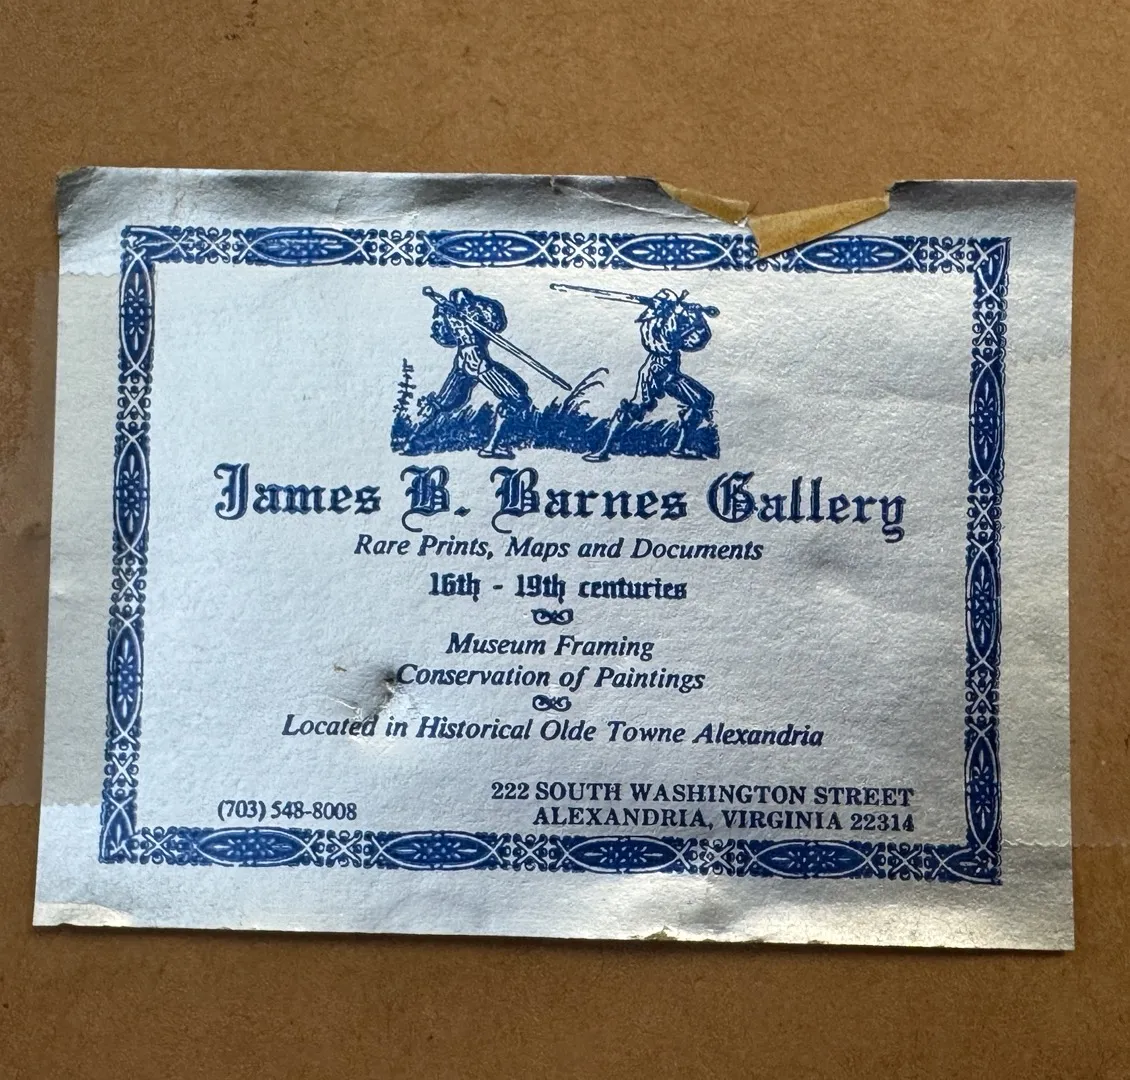 James B. Barnes Gallery
Rare Prints, Maps and Documents
16th - 19th centuries
Museum Framing
Conservation of Paintings
Located in Historical Olde Towne Alexandria
(703) 548-8008
222 SOUTH WASHINGTON STREET
ALEXANDRIA, VIRGINIA 22314